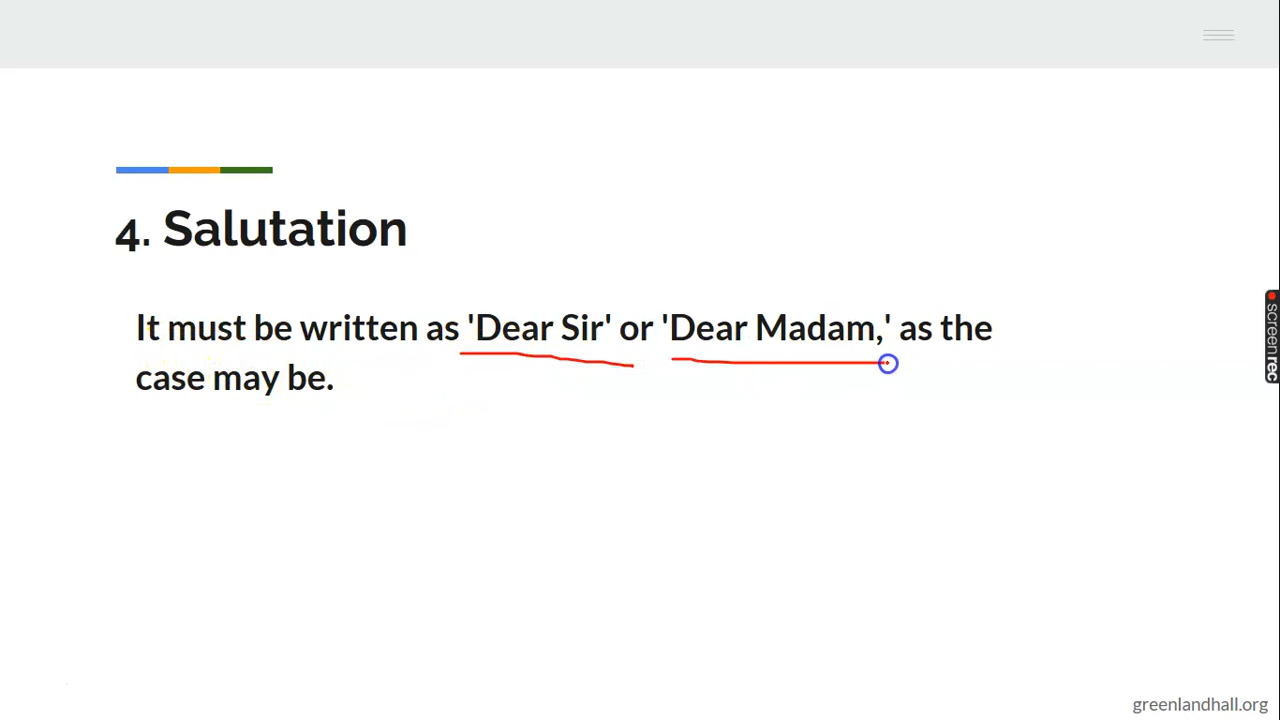 4. Salutation
It must be written as 'Dear Sir' or 'Dear Madam,' as the
case may be.
screenrec
greenlandhall.org